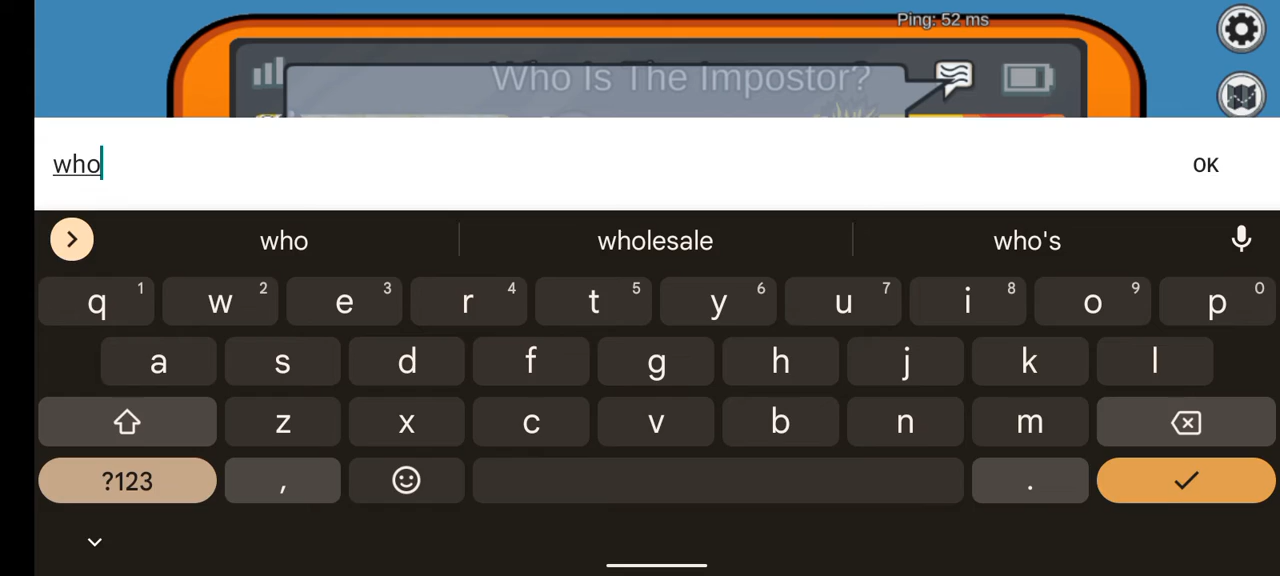 Ping: 52 ms
Who Is The Impostor?
who
OK
who wholesale who's
q 1 w 2 e 3 r 4 t 5 y 6 u 7 i 8 o 9 p 0
a s d f g h j k l
z x c v b n m
?123 , .